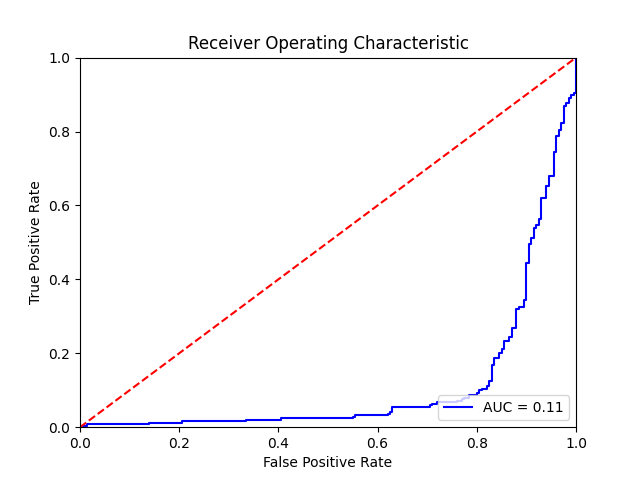 Receiver Operating Characteristic
True Positive Rate
1.0
0.8
0.6
0.4
0.2
0.0
AUC = 0.11
0.0 0.2 0.4 0.6 0.8 1.0
False Positive Rate